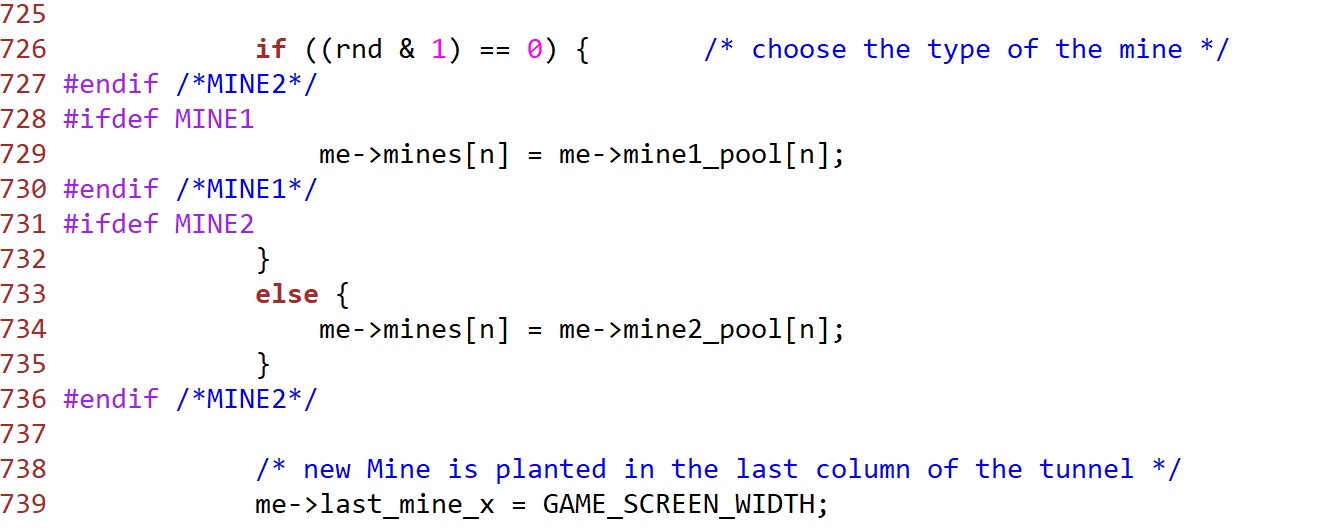 725
726             if ((rnd & 1) == 0) {       /* choose the type of the mine */
727 #endif /*MINE2*/
728 #ifdef MINE1
729                 me->mines[n] = me->mine1_pool[n];
730 #endif /*MINE1*/
731 #ifdef MINE2
732             }
733             else {
734                 me->mines[n] = me->mine2_pool[n];
735             }
736 #endif /*MINE2*/
737
738             /* new Mine is planted in the last column of the tunnel */
739             me->last_mine_x = GAME_SCREEN_WIDTH;